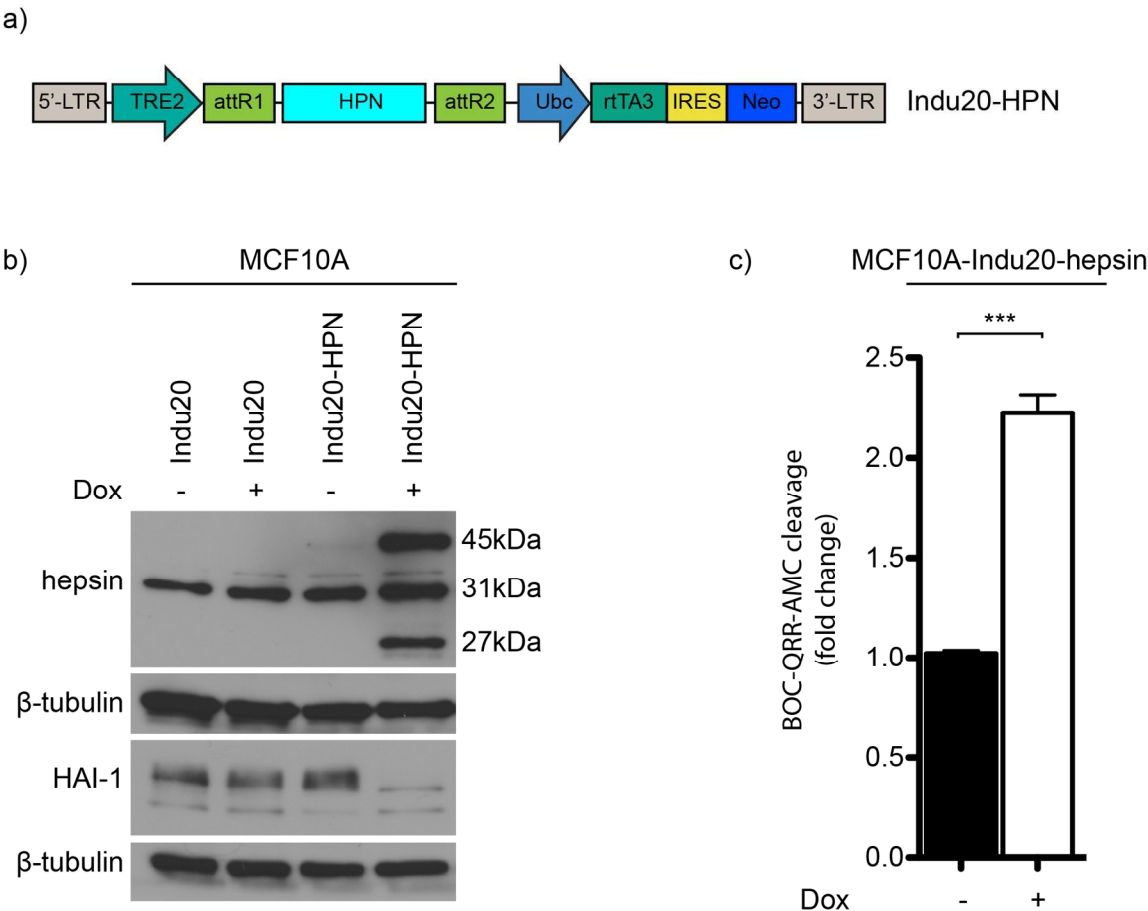 a)
5'-LTR TRE2 attR1 HPN attR2 Ubc rtTA3 IRES Neo 3'-LTR Indu20-HPN
b)
MCF10A
Indu20 Indu20 Indu20-HPN Indu20-HPN
Dox - + - +
hepsin
45kDa
31kDa
27kDa
β-tubulin
HAI-1
β-tubulin
c)
MCF10A-Indu20-hepsin
***
BOC-QRR-AMC cleavage
(fold change)
2.5
2.0
1.5
1.0
0.5
0.0
Dox - +